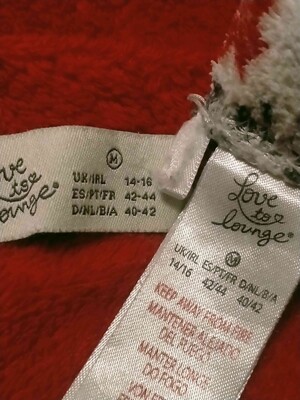 Love
to
lounge®
M
UK/IRL 14-16
ES/PT/FR 42-44
D/NL/B/A 40-42
Love
to
lounge®
M
UK/IRL ES/PT/FR D/NL/B/A
14/16 42/44 40/42
KEEP AWAY FROM FIRE
MANTENER ALEJADO
DEL FUEGO
MANTER LONGE
DO FOGO
VON FE